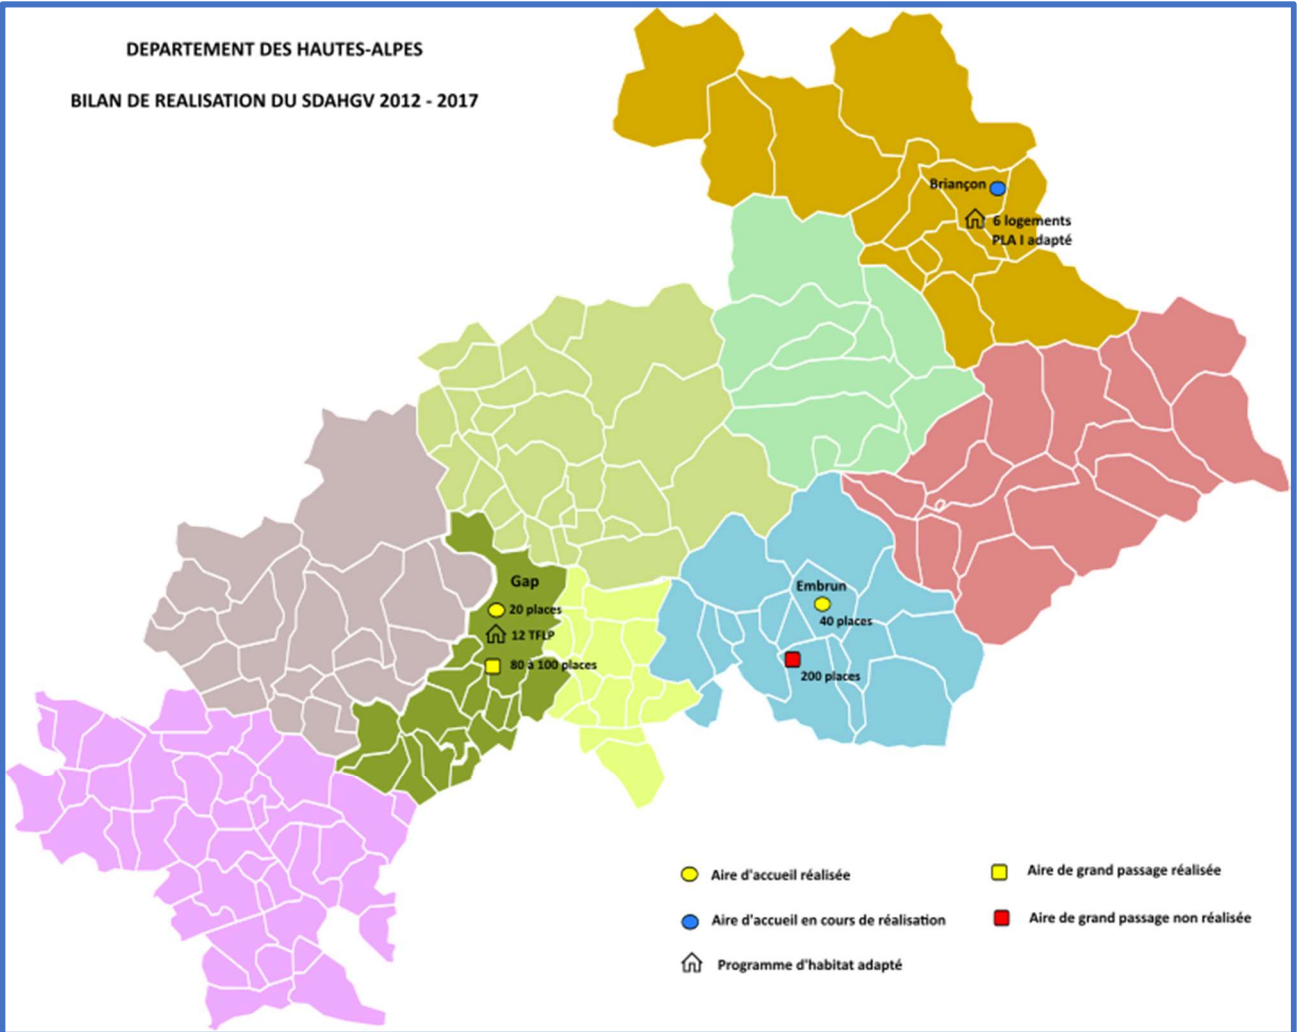 DEPARTEMENT DES HAUTES-ALPES
BILAN DE REALISATION DU SDAHGV 2012 - 2017
Briançon
6 logements
PLA I adapté
Gap
20 places
12 TFLP
80 à 100 places
Embrun
40 places
200 places
Aire d'accueil réalisée
Aire de grand passage réalisée
Aire d'accueil en cours de réalisation
Aire de grand passage non réalisée
Programme d'habitat adapté